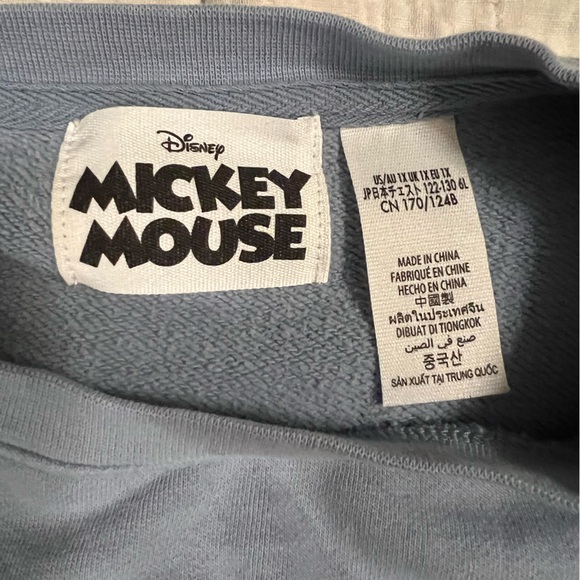 Disney
MICKEY
MOUSE
US/AU 1X UK 1X EU 1X
JP日本チェスト 122-130 6L
CN 170/124B
MADE IN CHINA
FABRIQUÉ EN CHINE
HECHO EN CHINA
中國製
ผลิตในประเทศจีน
DIBUAT DI TIONGKOK
صنع في الصين
중국산
SẢN XUẤT TẠI TRUNG QUỐC